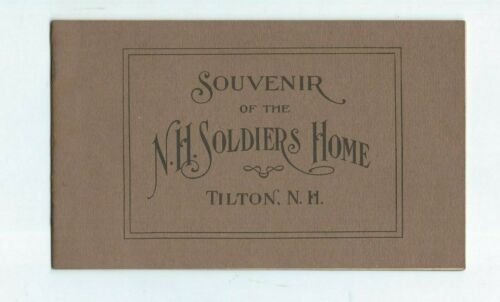 SOUVENIR
OF THE
N.H. SOLDIERS HOME
TILTON, N.H.